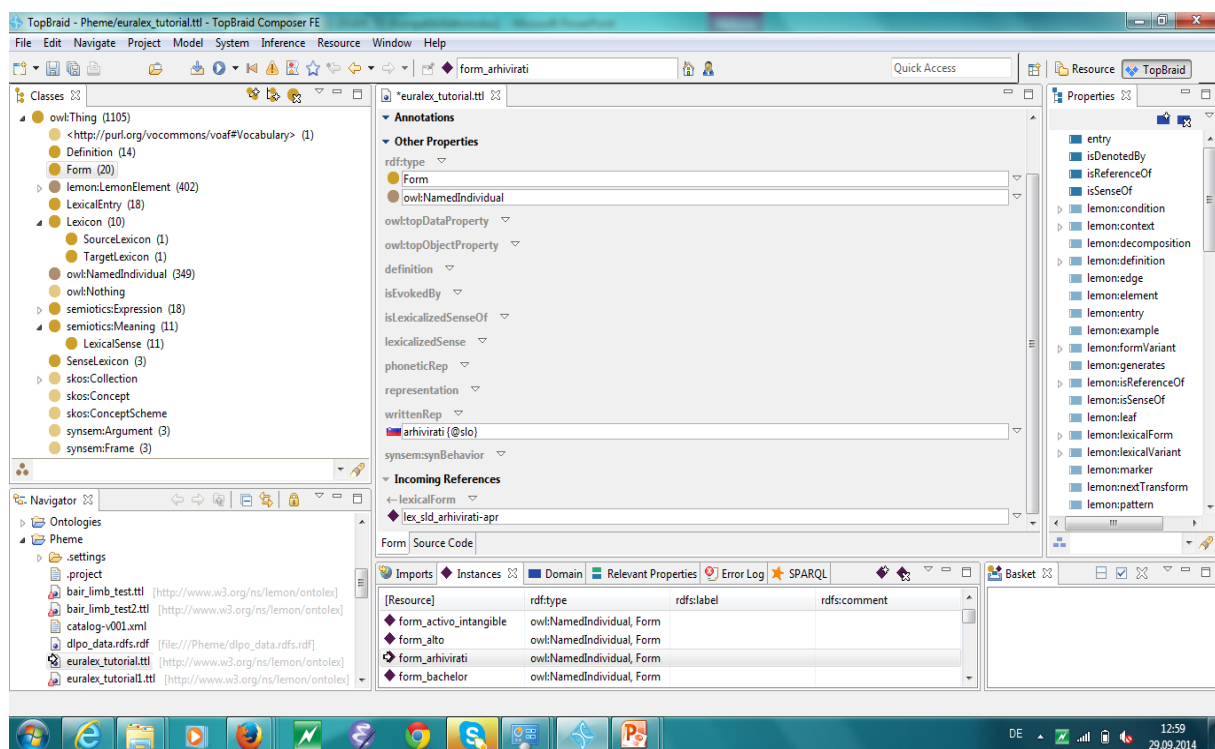 TopBraid - Pheme/euralex_tutorial.ttl - TopBraid Composer FE
File Edit Navigate Project Model System Inference Resource Window Help
form_arhivirati
Quick Access
Resource
TopBraid
Classes
owl:Thing (1105)
<http://purl.org/vocommons/voaf#Vocabulary> (1)
Definition (14)
Form (20)
lemon:LemonElement (402)
LexicalEntry (18)
Lexicon (10)
SourceLexicon (1)
TargetLexicon (1)
owl:NamedIndividual (349)
owl:Nothing
semiotics:Expression (18)
semiotics:Meaning (11)
LexicalSense (11)
SenseLexicon (3)
skos:Collection
skos:Concept
skos:ConceptScheme
synsem:Argument (3)
synsem:Frame (3)
Navigator
Ontologies
Pheme
.settings
.project
bair_limb_test.ttl [http://www.w3.org/ns/lemon/ontolex]
bair_limb_test2.ttl [http://www.w3.org/ns/lemon/ontolex]
catalog-v001.xml
dlpo_data.rdfs.rdf [file:///Pheme/dlpo_data.rdfs.rdf]
euralex_tutorial.ttl [http://www.w3.org/ns/lemon/ontolex]
euralex_tutorial1.ttl [http://www.w3.org/ns/lemon/ontolex]
*euralex_tutorial.ttl
Annotations
Other Properties
rdf:type
Form
owl:NamedIndividual
owl:topDataProperty
owl:topObjectProperty
definition
isEvokedBy
isLexicalizedSenseOf
lexicalizedSense
phoneticRep
representation
writtenRep
arhivirati {@slo}
synsem:synBehavior
Incoming References
←lexicalForm
lex_sld_arhivirati-apr
Form Source Code
Imports Instances Domain Relevant Properties Error Log SPARQL
[Resource] rdf:type rdfs:label rdfs:comment
form_activo_intangible owl:NamedIndividual, Form
form_alto owl:NamedIndividual, Form
form_arhivirati owl:NamedIndividual, Form
form_bachelor owl:NamedIndividual, Form
Properties
entry
isDenotedBy
isReferenceOf
isSenseOf
lemon:condition
lemon:context
lemon:decomposition
lemon:definition
lemon:edge
lemon:element
lemon:entry
lemon:example
lemon:formVariant
lemon:generates
lemon:isReferenceOf
lemon:isSenseOf
lemon:leaf
lemon:lexicalForm
lemon:lexicalVariant
lemon:marker
lemon:nextTransform
lemon:pattern
Basket
DE
12:59
29.09.2014